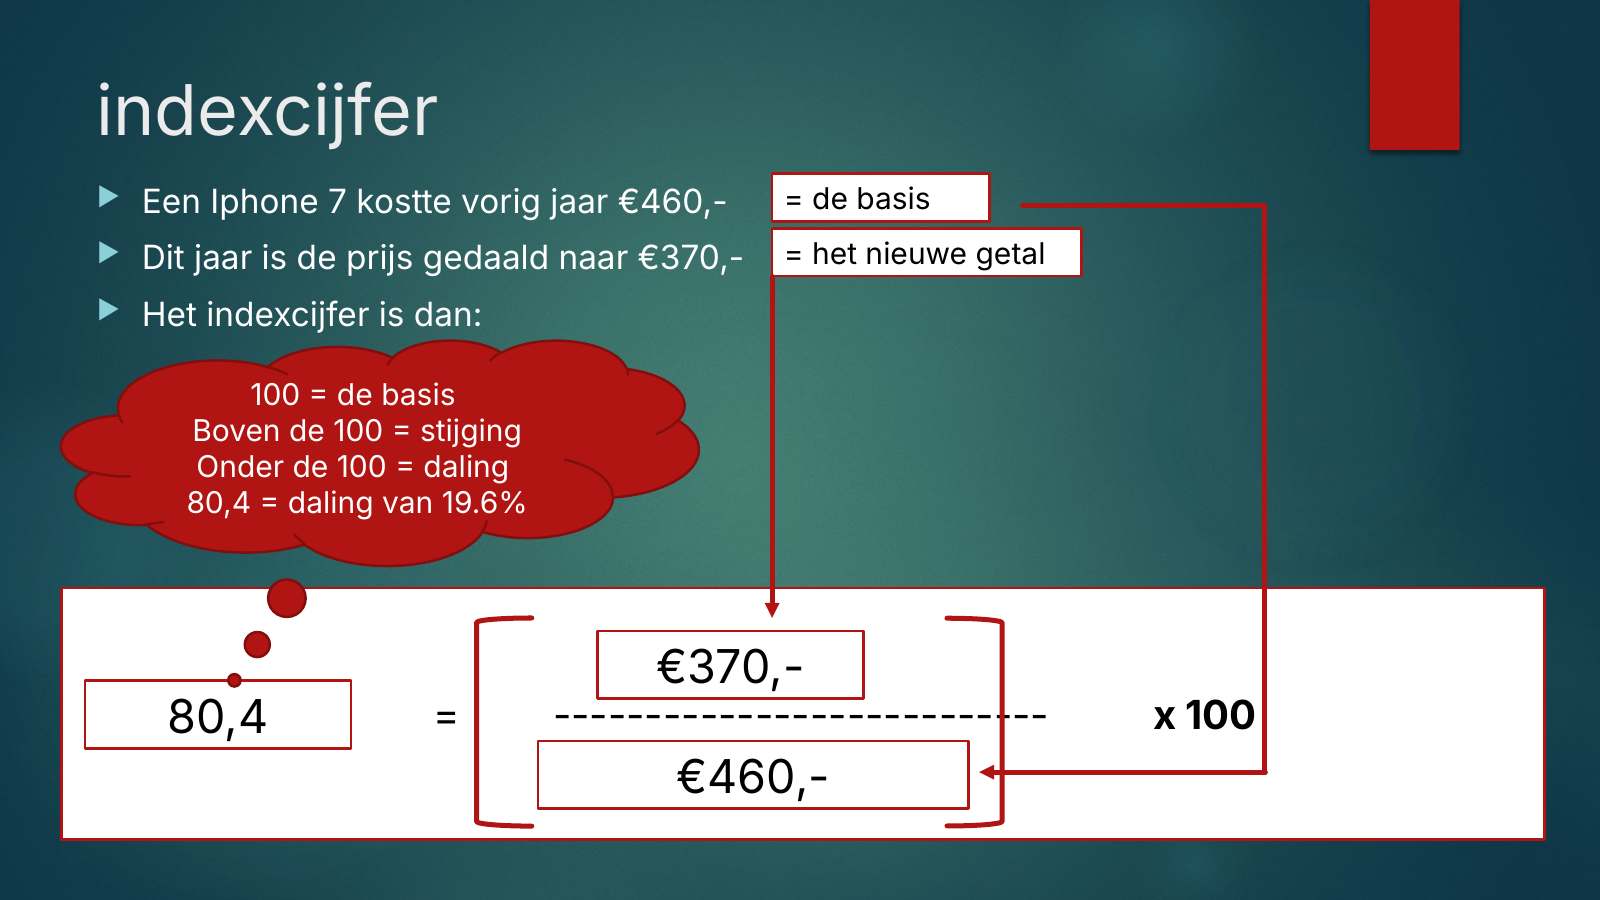 indexcijfer
Een Iphone 7 kostte vorig jaar €460,-
= de basis
Dit jaar is de prijs gedaald naar €370,-
= het nieuwe getal
Het indexcijfer is dan:
100 = de basis
Boven de 100 = stijging
Onder de 100 = daling
80,4 = daling van 19.6%
€370,-
80,4 = --------------------------- x 100
€460,-